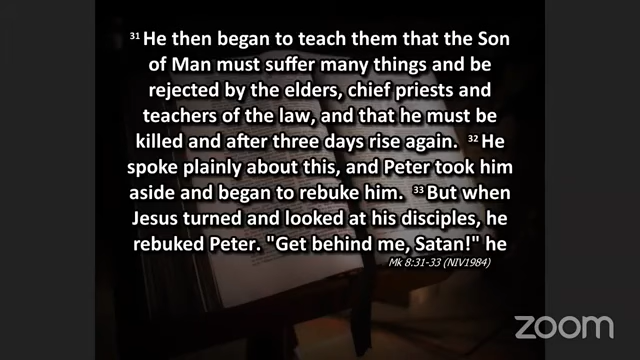 31 He then began to teach them that the Son
of Man must suffer many things and be
rejected by the elders, chief priests and
teachers of the law, and that he must be
killed and after three days rise again. 32 He
spoke plainly about this, and Peter took him
aside and began to rebuke him. 33 But when
Jesus turned and looked at his disciples, he
rebuked Peter. "Get behind me, Satan!" he
Mk 8:31-33 (NIV1984)
zoom